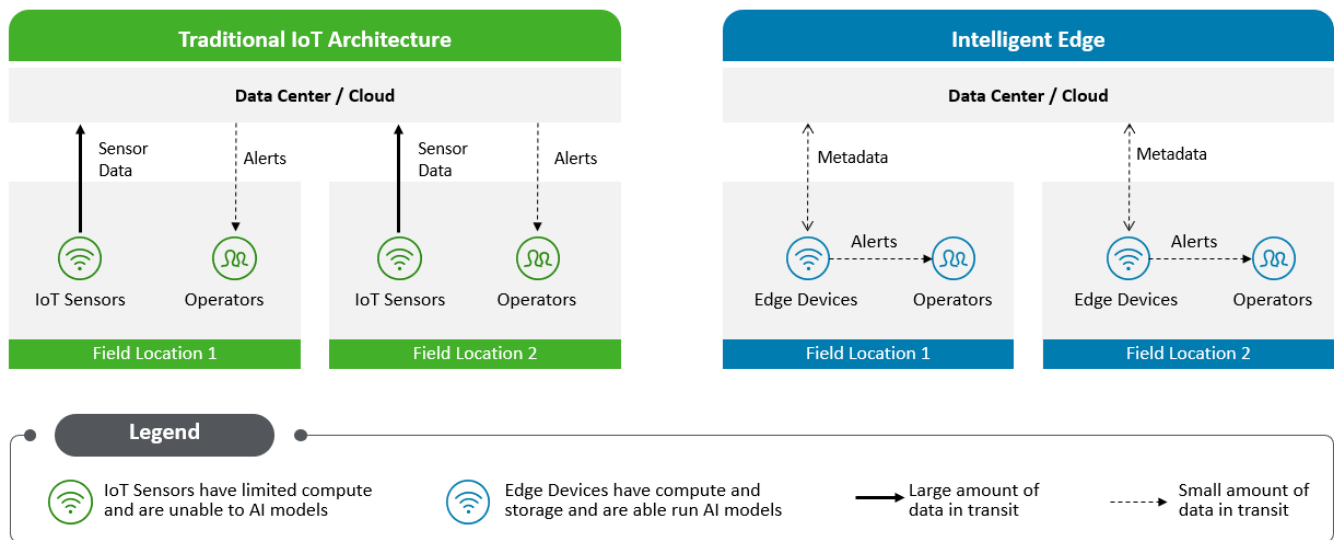 Traditional IoT Architecture
Data Center / Cloud
Sensor
Data
Alerts
Sensor
Data
Alerts
IoT Sensors
Operators
IoT Sensors
Operators
Field Location 1
Field Location 2
Intelligent Edge
Data Center / Cloud
Metadata
Metadata
Alerts
Alerts
Edge Devices
Operators
Edge Devices
Operators
Field Location 1
Field Location 2
Legend
IoT Sensors have limited compute
and are unable to AI models
Edge Devices have compute and
storage and are able run AI models
Large amount of
data in transit
Small amount of
data in transit